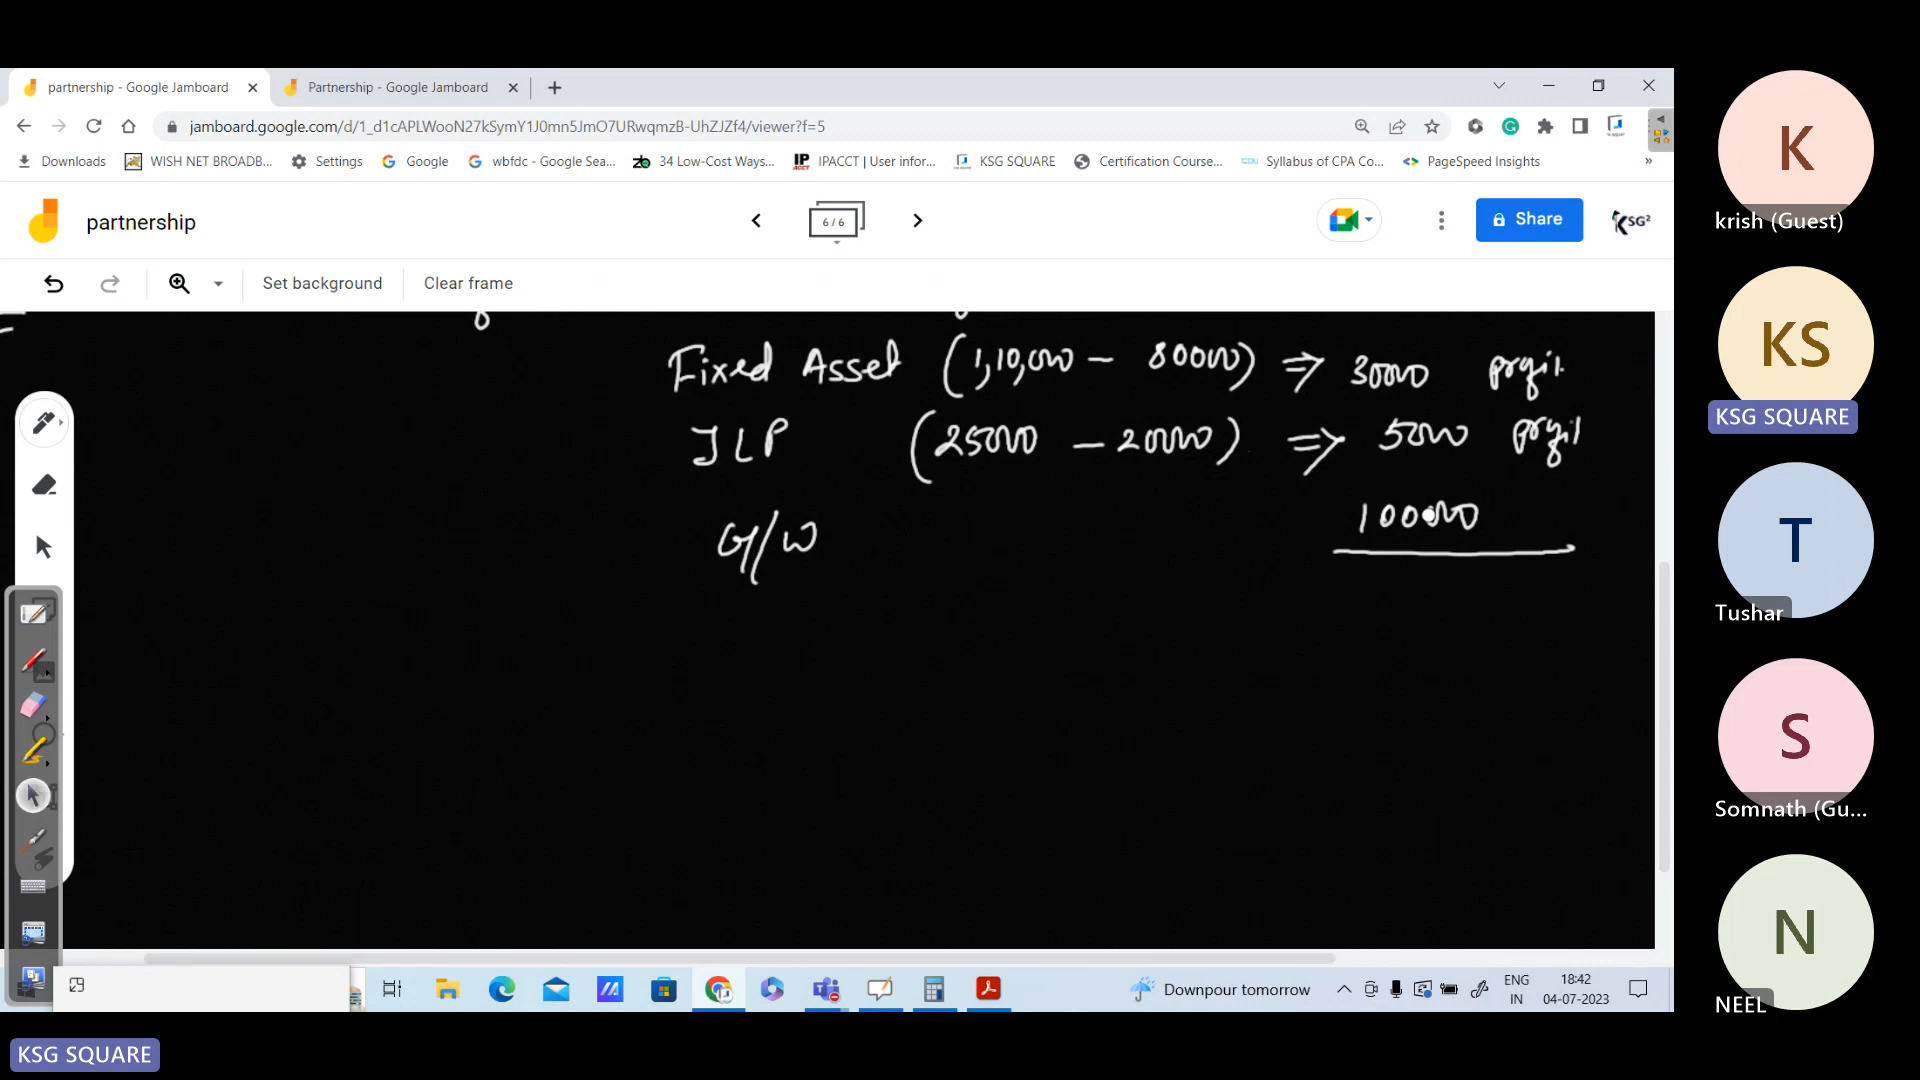 partnership - Google Jamboard
Partnership - Google Jamboard
jamboard.google.com/d/1_d1cAPLWooN27kSymY1J0mn5JmO7URwqmzB-UhZJZf4/viewer?f=5
Downloads WISH NET BROADB... Settings Google wbfdc - Google Sea... 34 Low-Cost Ways... IPACCT | User infor... KSG SQUARE Certification Course... Syllabus of CPA Co... PageSpeed Insights »
partnership
6 / 6
Share
KSG²
Set background
Clear frame
Fixed Asset (1,10,000 - 80000) ⇒ 30000 profit
JLP (25000 - 20000) ⇒ 5000 profit
G/W 100000
Downpour tomorrow
ENG
IN
18:42
04-07-2023
K
krish (Guest)
KS
KSG SQUARE
T
Tushar
S
Somnath (Gu...
N
NEEL
KSG SQUARE